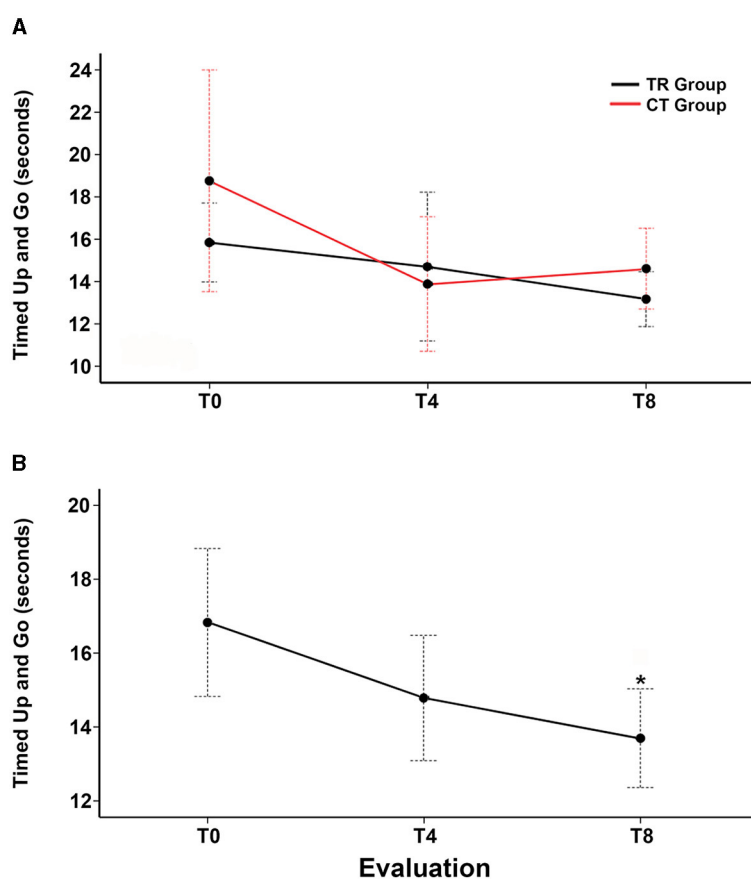 A
Timed Up and Go (seconds)
24
22
20
18
16
14
12
10
TR Group
CT Group
T0 T4 T8
B
Timed Up and Go (seconds)
20
18
16
14
12
*
T0 T4 T8
Evaluation